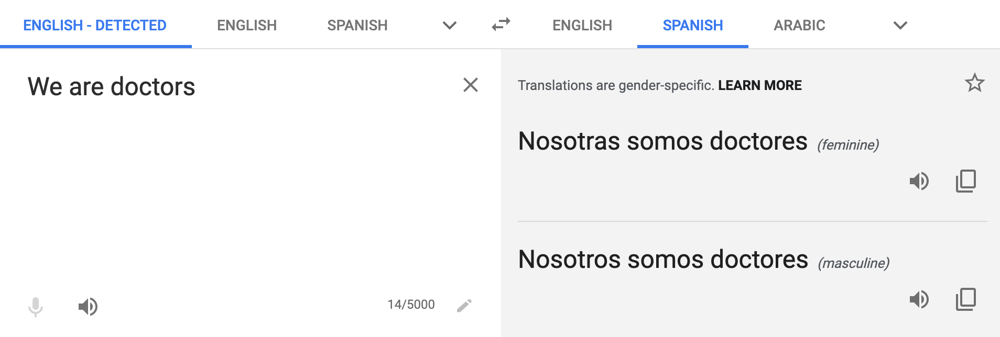 ENGLISH - DETECTED ENGLISH SPANISH ENGLISH SPANISH ARABIC
We are doctors
14/5000
Translations are gender-specific. LEARN MORE
Nosotras somos doctores (feminine)
Nosotros somos doctores (masculine)